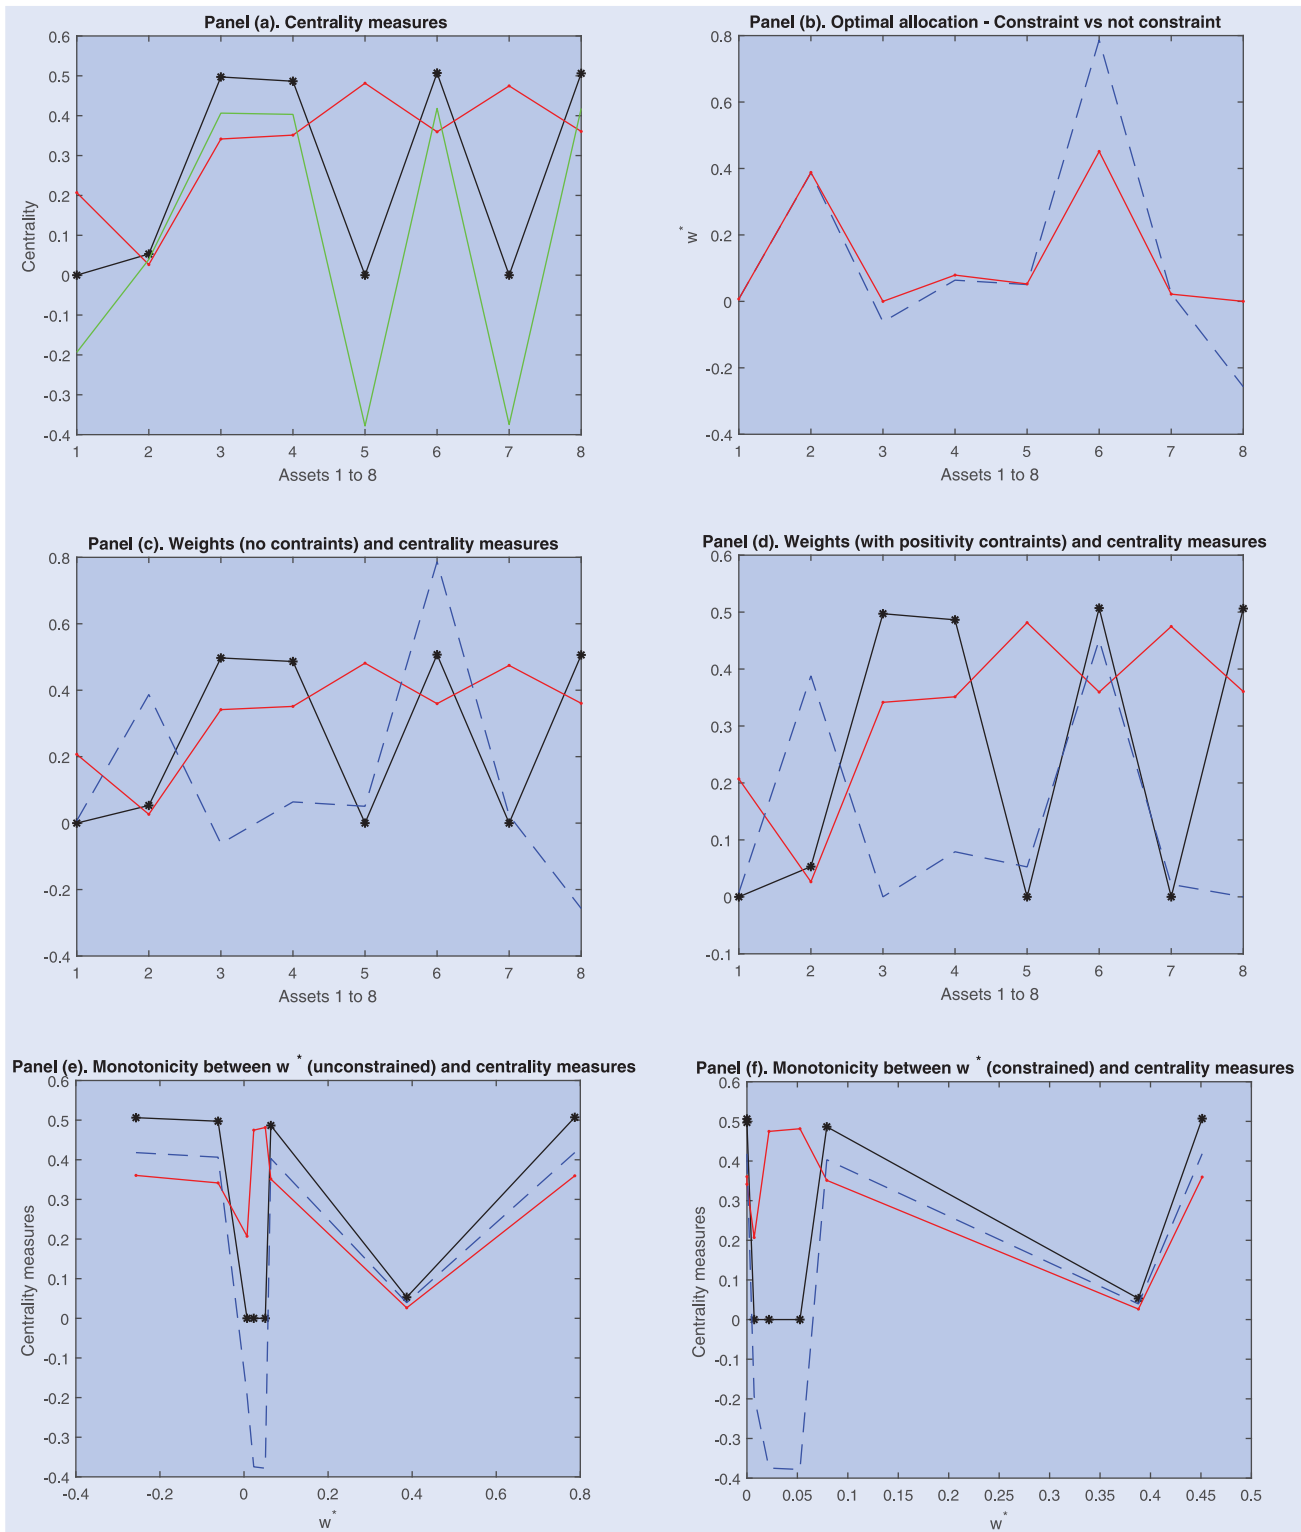 Panel (a). Centrality measures
0.6
0.5
0.4
0.3
0.2
0.1
0
-0.1
-0.2
-0.3
-0.4
Centrality
1 2 3 4 5 6 7 8
Assets 1 to 8
Panel (b). Optimal allocation - Constraint vs not constraint
0.8
0.6
0.4
0.2
0
-0.2
-0.4
w*
1 2 3 4 5 6 7 8
Assets 1 to 8
Panel (c). Weights (no contraints) and centrality measures
0.8
0.6
0.4
0.2
0
-0.2
-0.4
1 2 3 4 5 6 7 8
Assets 1 to 8
Panel (d). Weights (with positivity contraints) and centrality measures
0.6
0.5
0.4
0.3
0.2
0.1
0
-0.1
1 2 3 4 5 6 7 8
Assets 1 to 8
Panel (e). Monotonicity between w * (unconstrained) and centrality measures
0.6
0.5
0.4
0.3
0.2
0.1
0
-0.1
-0.2
-0.3
-0.4
Centrality measures
-0.4 -0.2 0 0.2 0.4 0.6 0.8
w*
Panel (f). Monotonicity between w * (constrained) and centrality measures
0.6
0.5
0.4
0.3
0.2
0.1
0
-0.1
-0.2
-0.3
-0.4
Centrality measures
0 0.05 0.1 0.15 0.2 0.25 0.3 0.35 0.4 0.45 0.5
w*